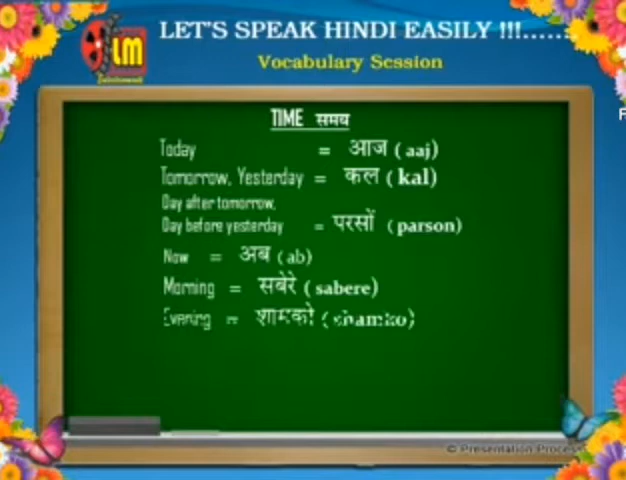 LET'S SPEAK HINDI EASILY !!!.....:
LM
Entertainments
Vocabulary Session
TIME समय
Today = आज ( aaj)
Tomorrow, Yesterday = कल ( kal)
Day after tomorrow,
Day before yesterday = परसों ( parson)
Now = अब ( ab)
Morning = सबेरे ( sabere)
Evening = शामको ( shamko)
© Presentation Process
F